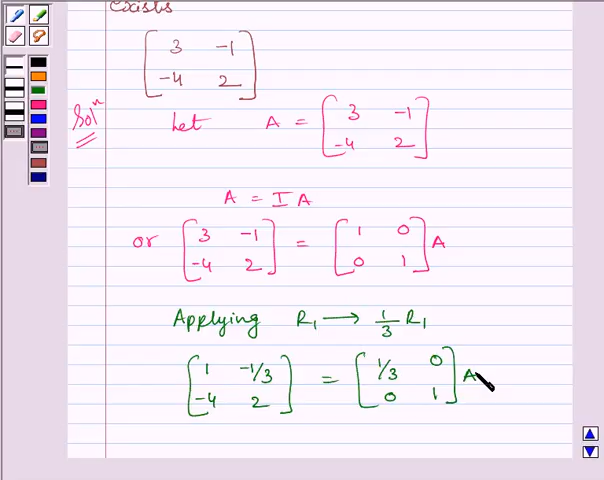 exists
[3 -1
-4 2]
Solⁿ Let A = [3 -1
-4 2]
A = I A
or [3 -1
-4 2] = [1 0
0 1] A
Applying R₁ → 1/3 R₁
[1 -1/3
-4 2] = [1/3 0
0 1] A